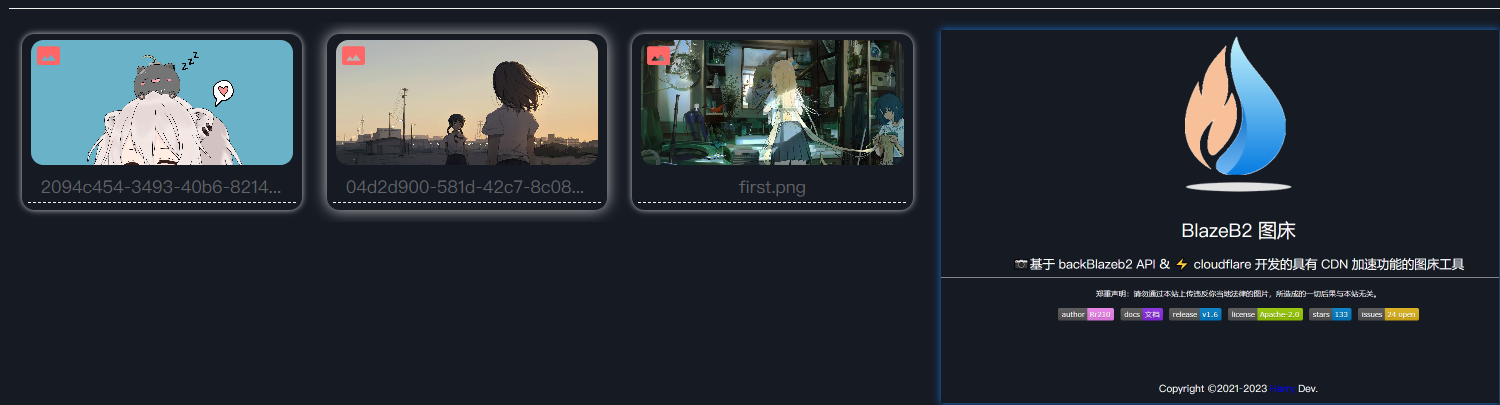 zzz
2094c454-3493-40b6-8214...
04d2d900-581d-42c7-8c08...
first.png
BlazeB2 图床
📷基于 backBlazeb2 API & ⚡ cloudflare 开发的具有 CDN 加速功能的图床工具
郑重声明：请勿通过本站上传违反你当地法律的图片，所造成的一切后果与本站无关。
author Rr210 docs 文档 release v1.6 license Apache-2.0 stars 133 issues 24 open
Copyright ©2021-2023 Dev.